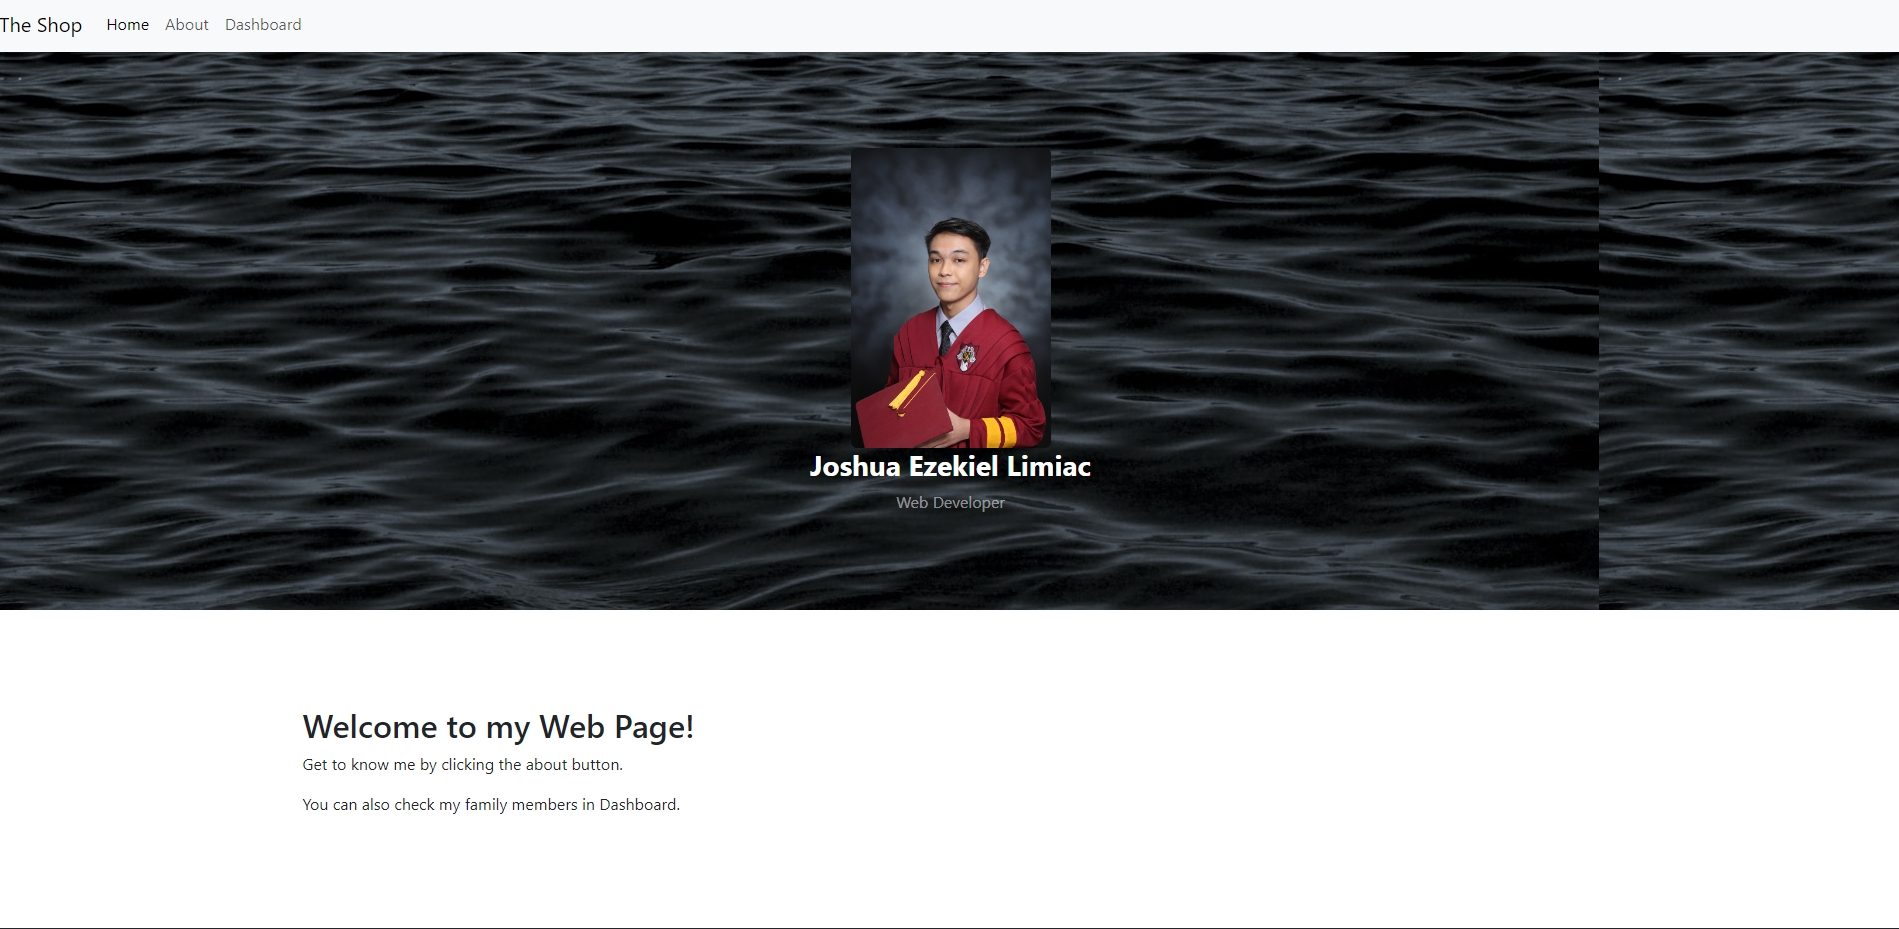 The Shop Home About Dashboard
Joshua Ezekiel Limiac
Web Developer
Welcome to my Web Page!
Get to know me by clicking the about button.
You can also check my family members in Dashboard.